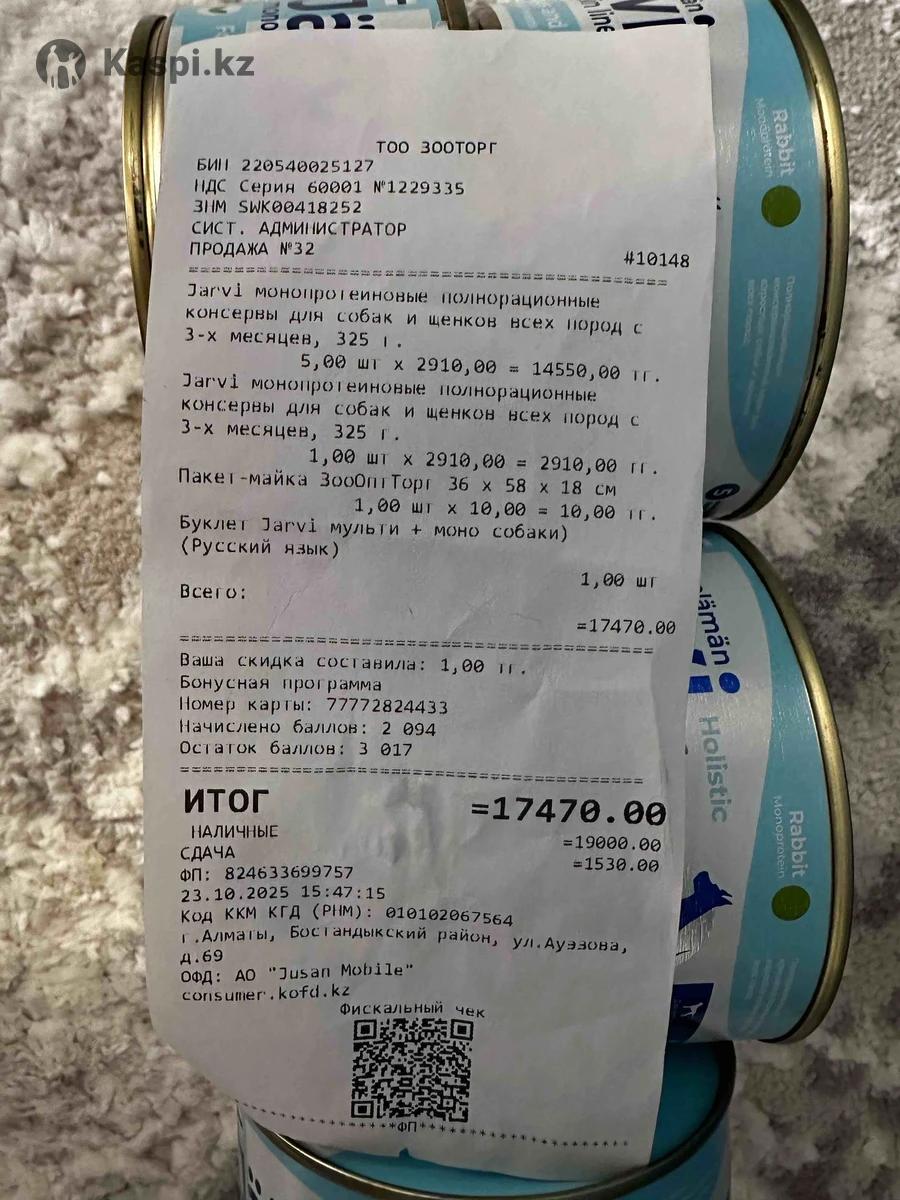 Kaspi.kz
ТОО ЗООТОРГ
БИН 220540025127
НДС Серия 60001 №1229335
ЗНМ SWK00418252
СИСТ. АДМИНИСТРАТОР
ПРОДАЖА №32
#10148
Jarvi монопротеиновые полнорационные
консервы для собак и щенков всех пород с
3-х месяцев, 325 г.
5,00 шт x 2910,00 = 14550,00 тг.
Jarvi монопротеиновые полнорационные
консервы для собак и щенков всех пород с
3-х месяцев, 325 г.
1,00 шт x 2910,00 = 2910,00 тг.
Пакет-майка ЗооОптТорг 36 x 58 x 18 см
1,00 шт x 10,00 = 10,00 тг.
Буклет Jarvi мульти + моно собаки)
(Русский язык)
1,00 шт
Всего:
=17470.00
Ваша скидка составила: 1,00 тг.
Бонусная программа
Номер карты: 77772824433
Начислено баллов: 2 094
Остаток баллов: 3 017
ИТОГ =17470.00
НАЛИЧНЫЕ =19000.00
СДАЧА =1530.00
ФП: 824633699757
23.10.2025 15:47:15
Код ККМ КГД (РНМ): 010102067564
г.Алматы, Бостандыкский район, ул.Ауэзова,
д.69
ОФД: АО "Jusan Mobile"
consumer.kofd.kz
Фискальный чек
*ФП*
Rabbit
Monoprotein
Holistic
Rabbit
Monoprotein